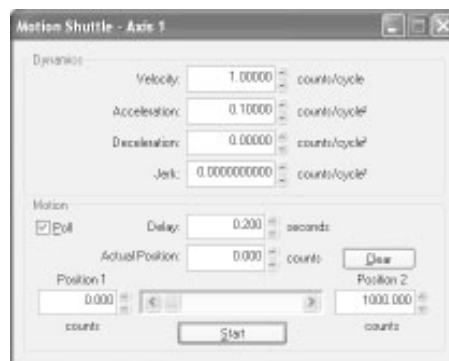 Motion Shuttle - Axis 1
Dynamics
Velocity: 1.00000 counts/cycle
Acceleration: 0.10000 counts/cycle²
Deceleration: 0.00000 counts/cycle²
Jerk: 0.0000000000 counts/cycle³
Motion
Poll
Delay: 0.200 seconds
Actual Position: 0.000 counts
Clear
Position 1
Position 2
0.000
1000.000
counts
Start
counts